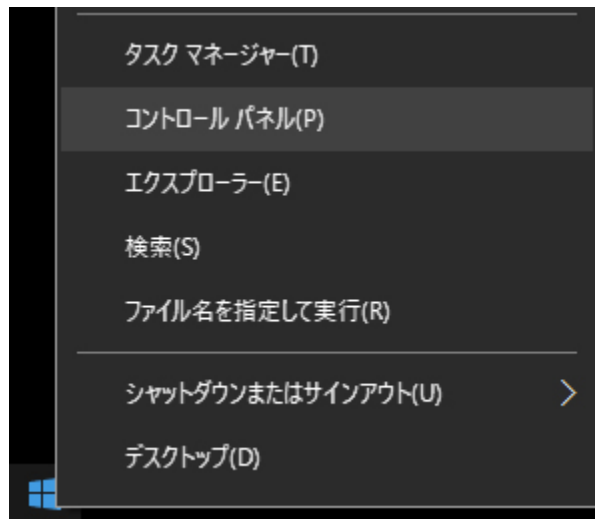 タスク マネージャー(T)
コントロール パネル(P)
エクスプローラー(E)
検索(S)
ファイル名を指定して実行(R)
シャットダウンまたはサインアウト(U)
デスクトップ(D)